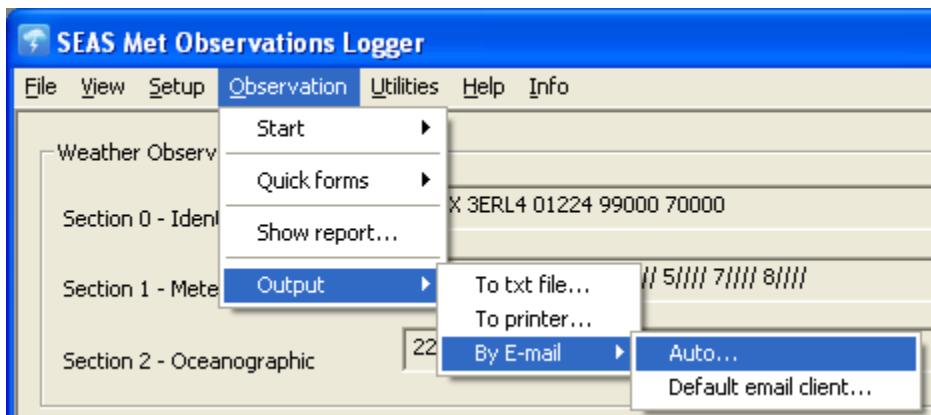 SEAS Met Observations Logger
File View Setup Observation Utilities Help Info
Start
Weather Observ
Quick forms
X 3ERL4 01224 99000 70000
Section 0 - Ident
Show report...
Output
// 5//// 7//// 8////
Section 1 - Mete
To txt file...
To printer...
22
By E-mail
Auto...
Section 2 - Oceanographic
Default email client...